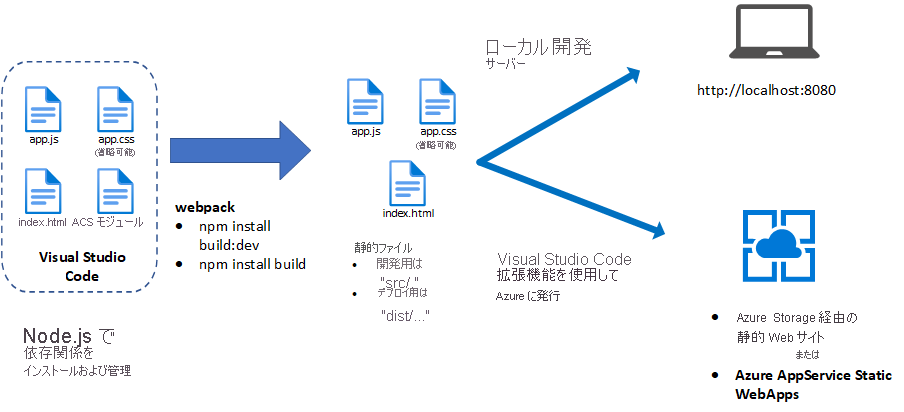 app.js
app.css
(省略可能)
index.html
ACS モジュール
Visual Studio
Code
Node.js で
依存関係を
インストールおよび管理
webpack
• npm install
build:dev
• npm install build
app.js
app.css
(省略可能)
index.html
静的ファイル
• 開発用は
"src/ "
• デプロイ用は
"dist/..."
ローカル開発
サーバー
Visual Studio Code
拡張機能を使用して
Azure に発行
http://localhost:8080
• Azure Storage 経由の
静的 Web サイト
または
• Azure AppService Static
WebApps